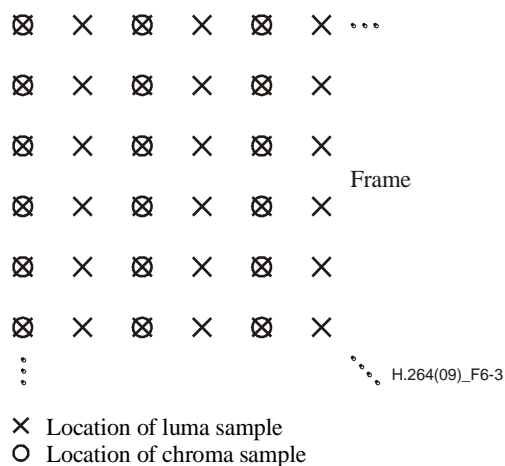 Frame
H.264(09)_F6-3
Location of luma sample
Location of chroma sample